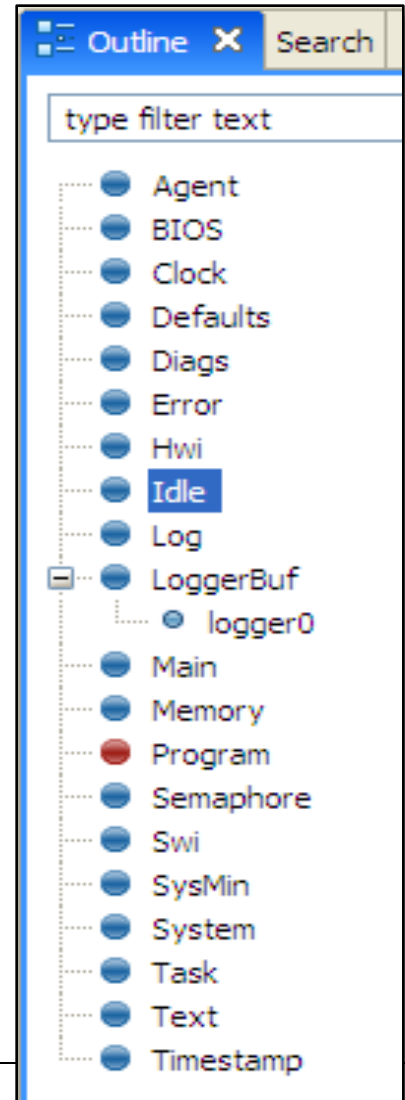 Outline Search
type filter text
Agent
BIOS
Clock
Defaults
Diags
Error
Hwi
Idle
Log
LoggerBuf
logger0
Main
Memory
Program
Semaphore
Swi
SysMin
System
Task
Text
Timestamp